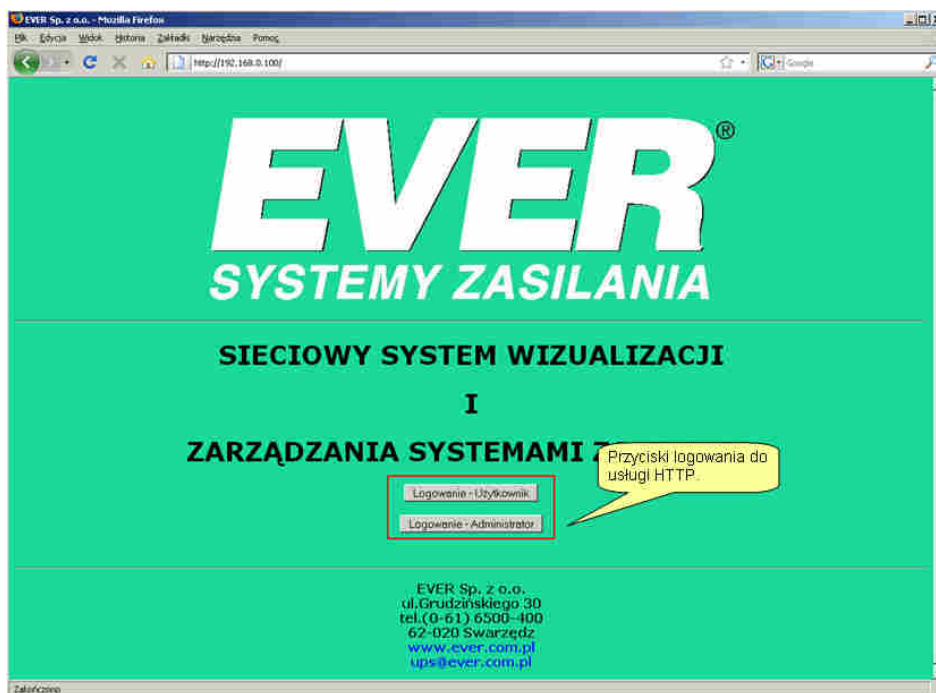 EVER Sp. z o.o. - Mozilla Firefox
Plik Edycja Widok Historia Zakładki Narzędzia Pomoc
http://192.168.0.100/
Google
EVER®
SYSTEMY ZASILANIA
SIECIOWY SYSTEM WIZUALIZACJI
I
ZARZĄDZANIA SYSTEMAMI Z
Przyciski logowania do
usługi HTTP.
Logowanie - Użytkownik
Logowanie - Administrator
EVER Sp. z o.o.
ul.Grudzińskiego 30
tel.(0-61) 6500-400
62-020 Swarzędz
www.ever.com.pl
ups@ever.com.pl
Zakończono